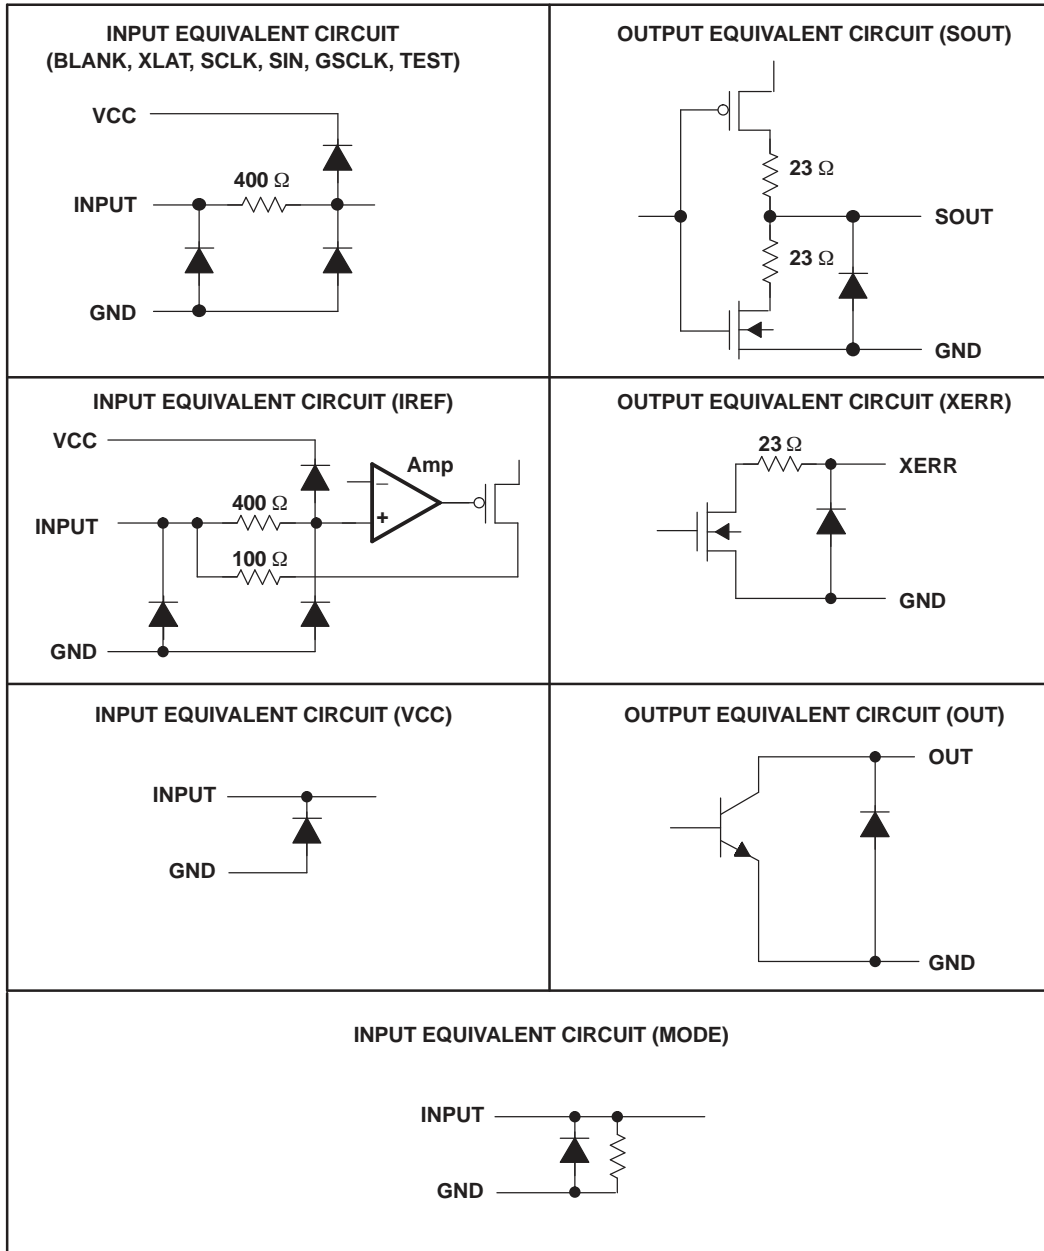 INPUT EQUIVALENT CIRCUIT
(BLANK, XLAT, SCLK, SIN, GSCLK, TEST)
VCC
400 Ω
INPUT
GND
OUTPUT EQUIVALENT CIRCUIT (SOUT)
23 Ω
SOUT
23 Ω
GND
INPUT EQUIVALENT CIRCUIT (IREF)
VCC
Amp
_
400 Ω
INPUT
+
100 Ω
GND
OUTPUT EQUIVALENT CIRCUIT (XERR)
23 Ω
XERR
GND
INPUT EQUIVALENT CIRCUIT (VCC)
INPUT
GND
OUTPUT EQUIVALENT CIRCUIT (OUT)
OUT
GND
INPUT EQUIVALENT CIRCUIT (MODE)
INPUT
GND